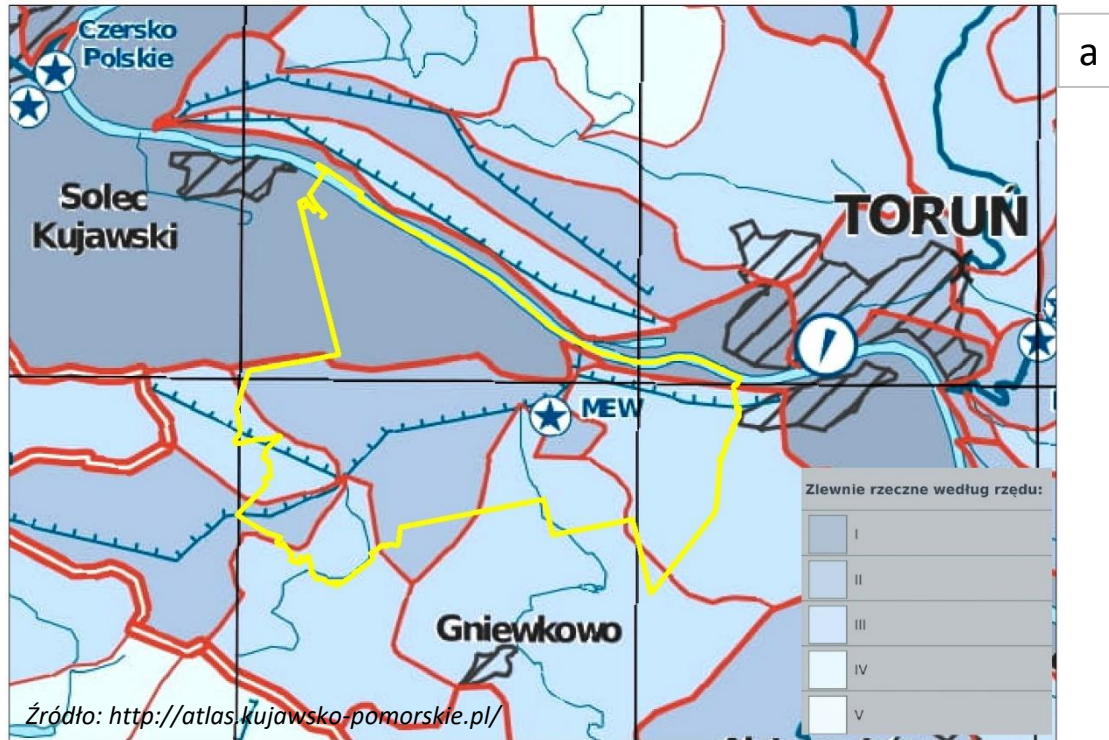 a
Czersko
Polskie
Solec
Kujawski
TORUŃ
MEW
Zlewnie rzeczne według rzędu:
I
II
III
IV
V
Gniewkowo
Źródło: http://atlas.kujawsko-pomorskie.pl/